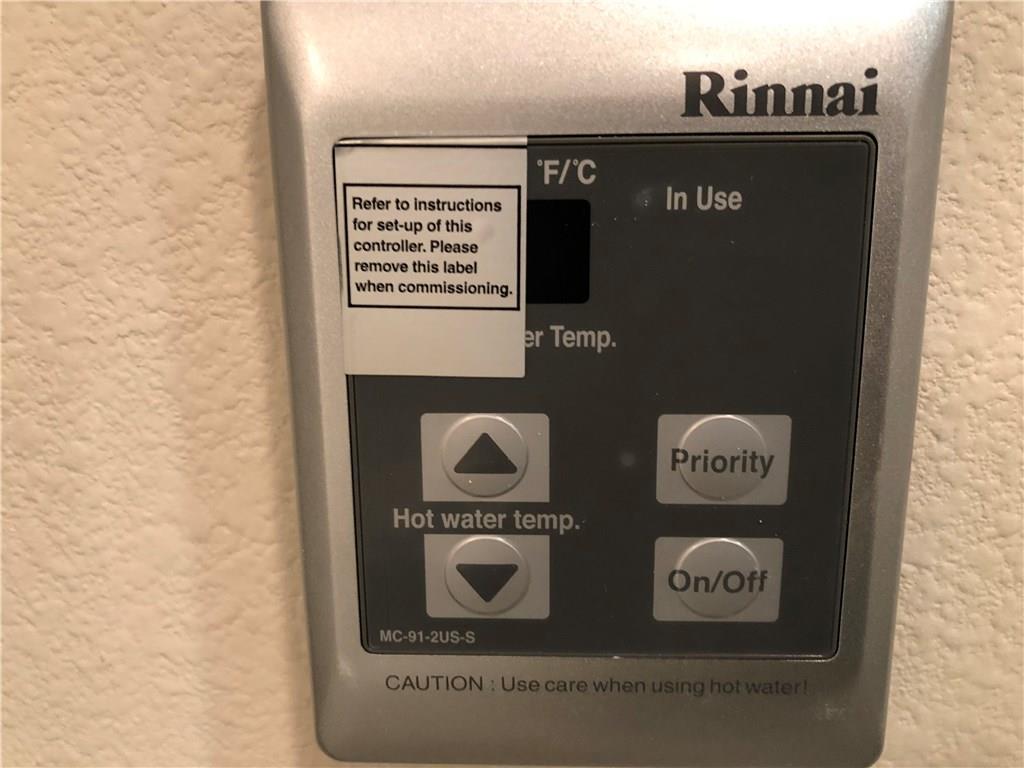 Rinnai
°F/°C
In Use
Refer to instructions
for set-up of this
controller. Please
remove this label
when commissioning.
er Temp.
Priority
Hot water temp.
On/Off
MC-91-2US-S
CAUTION : Use care when using hot water!